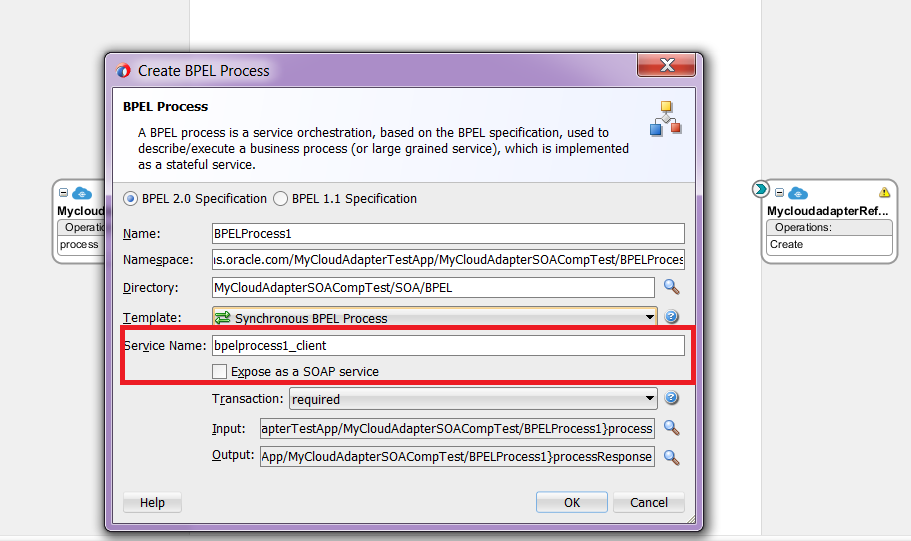 Create BPEL Process
BPEL Process
A BPEL process is a service orchestration, based on the BPEL specification, used to
describe/execute a business process (or large grained service), which is implemented
as a stateful service.
BPEL 2.0 Specification BPEL 1.1 Specification
Name: BPELProcess1
Namespace: ns.oracle.com/MyCloudAdapterTestApp/MyCloudAdapterSOACompTest/BPELProcess
Directory: MyCloudAdapterSOACompTest/SOA/BPEL
Template: Synchronous BPEL Process
Service Name: bpelprocess1_client
Expose as a SOAP service
Transaction: required
Input: apterTestApp/MyCloudAdapterSOACompTest/BPELProcess1}process
Output: App/MyCloudAdapterSOACompTest/BPELProcess1}processResponse
Help OK Cancel
Mycloud
Operatio
process
MycloudadapterRef...
Operations:
Create